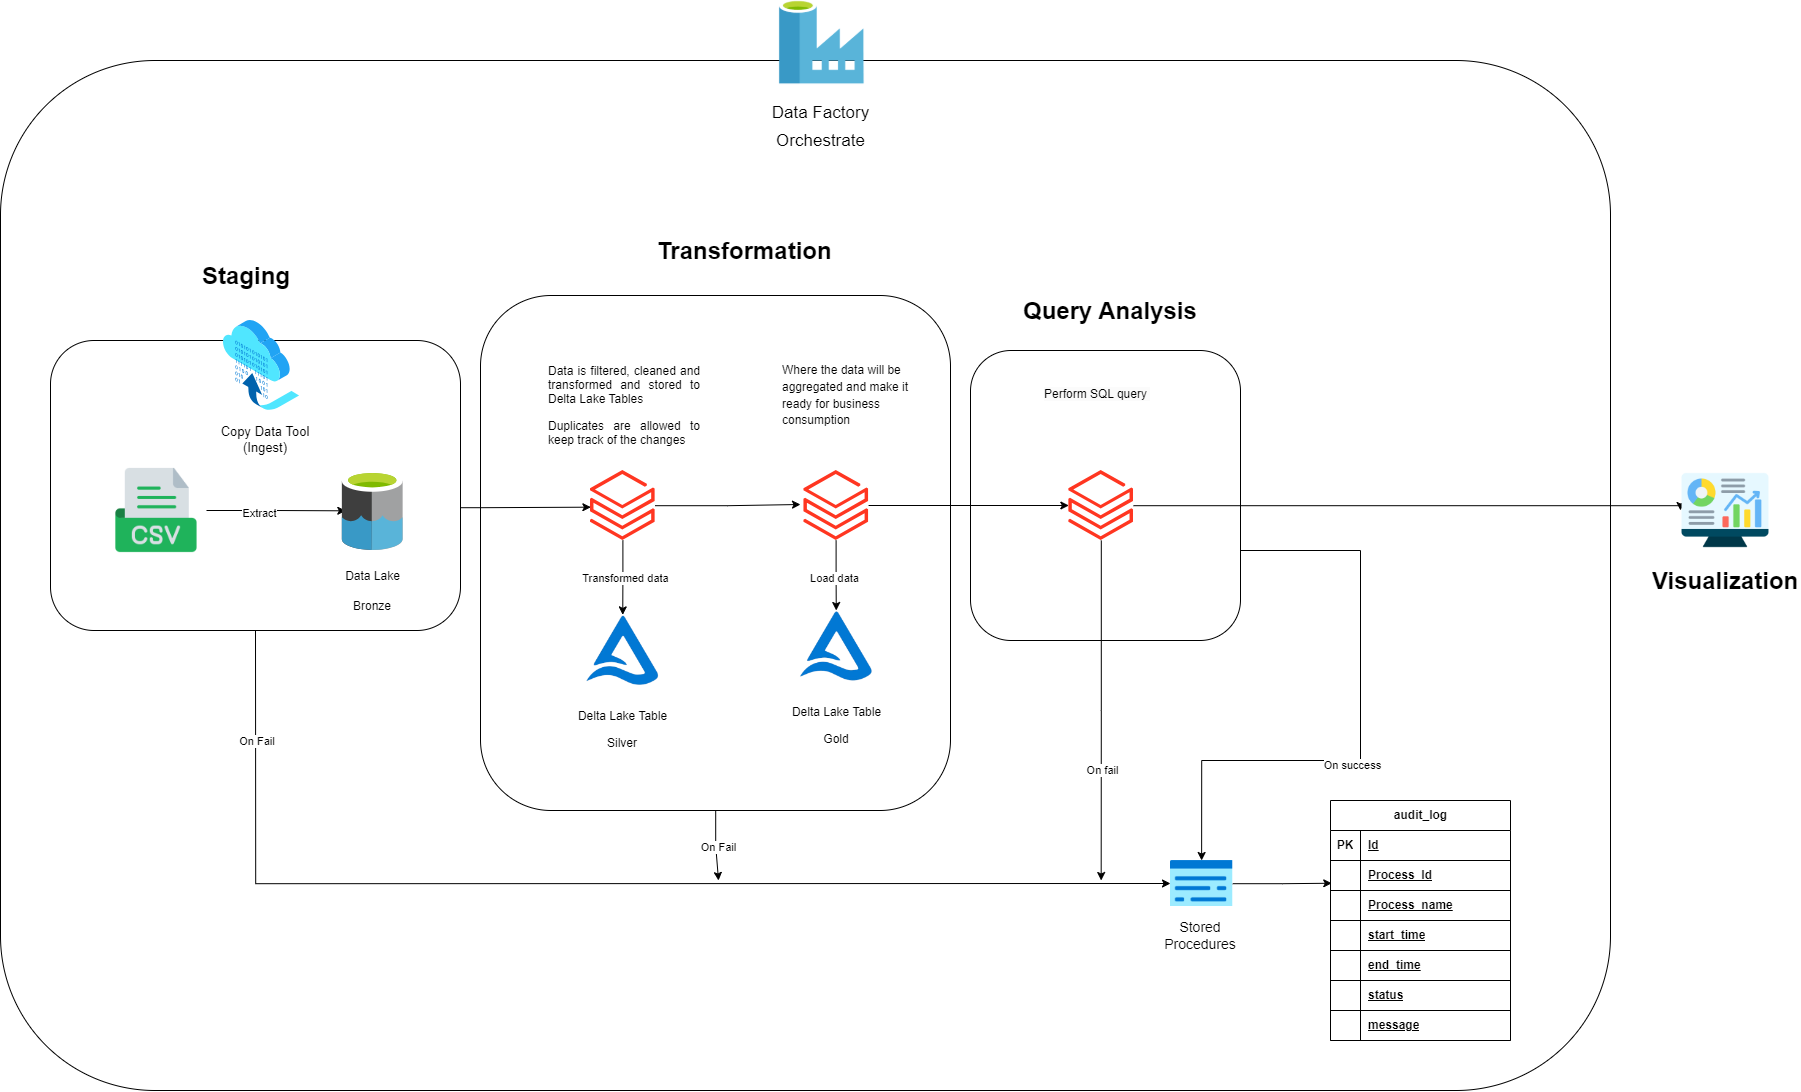 Data Factory
Orchestrate
Transformation
Staging
Query Analysis
Copy Data Tool
(Ingest)
CSV
Extract
Data Lake
Bronze
Data is filtered, cleaned and
transformed and stored to
Delta Lake Tables
Duplicates are allowed to
keep track of the changes
Where the data will be
aggregated and make it
ready for business
consumption
Transformed data
Load data
Delta Lake Table
Silver
Delta Lake Table
Gold
Perform SQL query
Visualization
On Fail
On Fail
On fail
On success
Stored
Procedures
audit_log
PK Id
Process_Id
Process_name
start_time
end_time
status
message